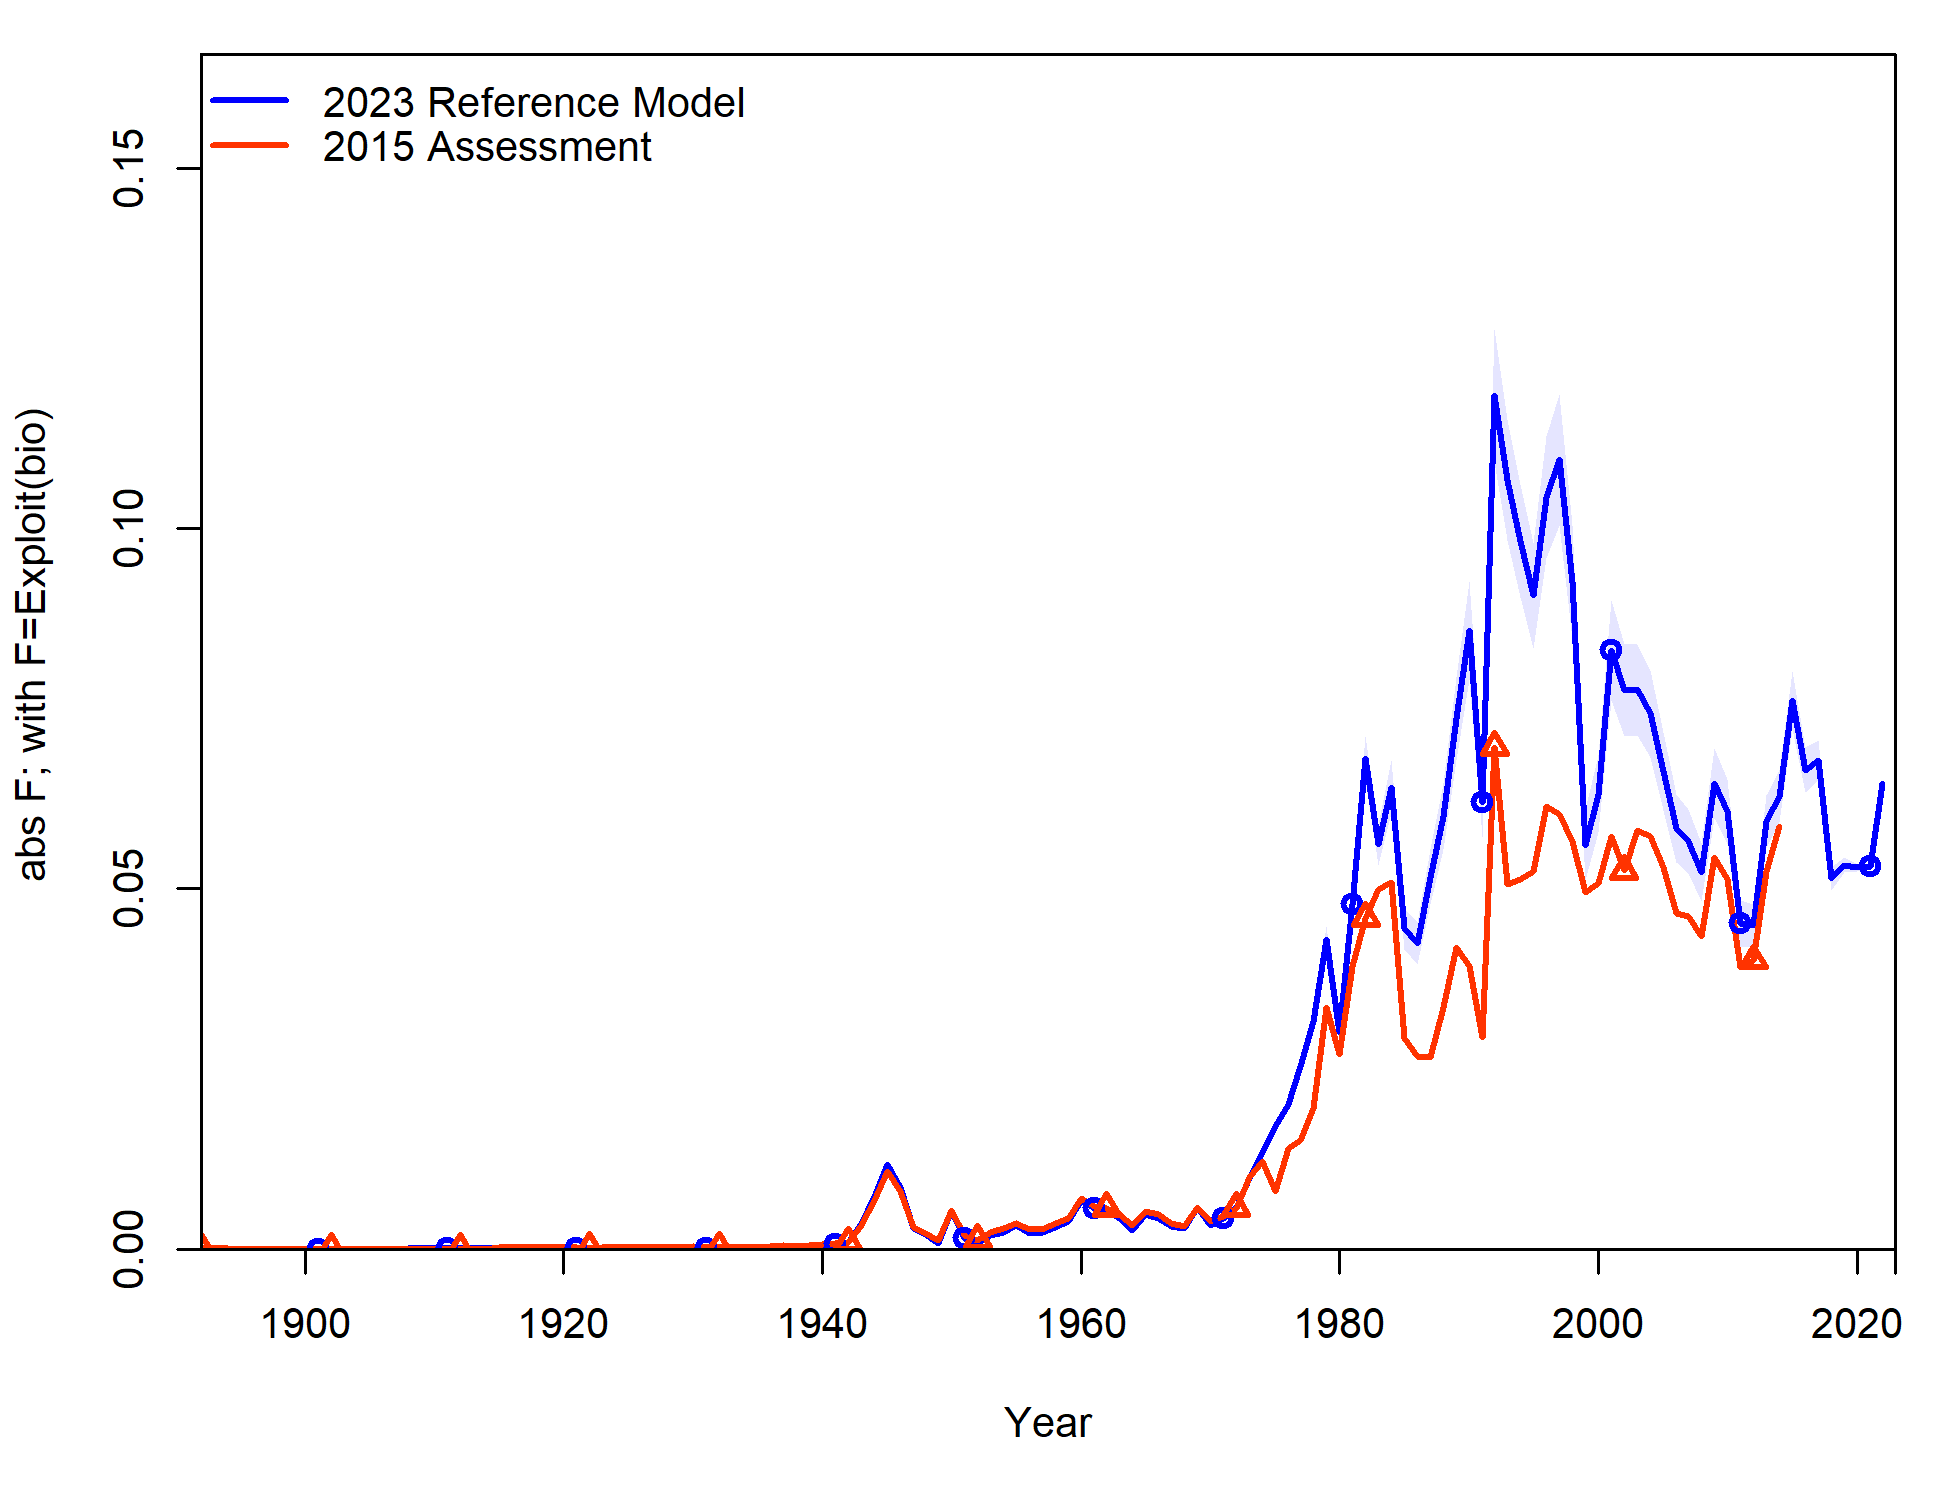 2023 Reference Model
2015 Assessment
abs F; with F=Exploit(bio)
0.15
0.10
0.05
0.00
1900 1920 1940 1960 1980 2000 2020
Year